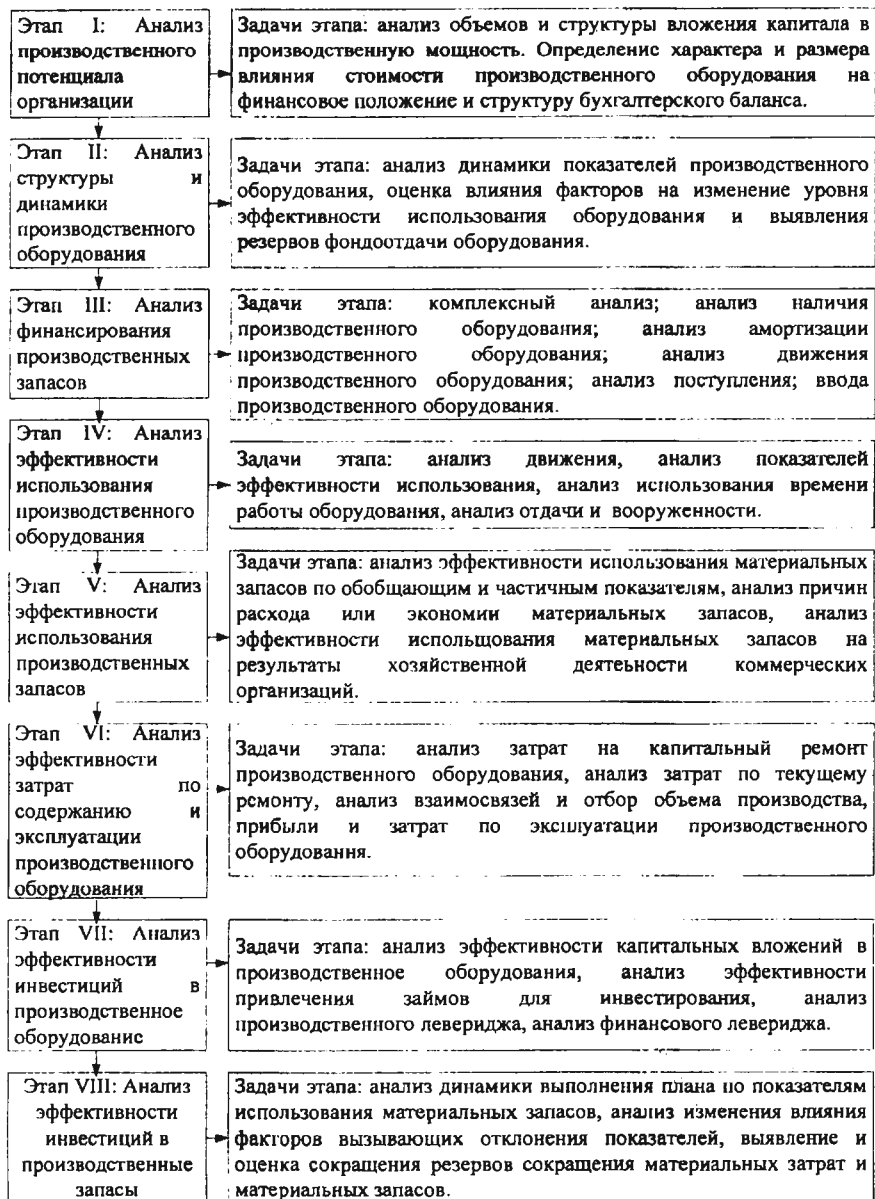 Этап I: Анализ
производственного
потенциала
организации
Задачи этапа: анализ объемов и структуры вложения капитала в
производственную мощность. Определение характера и размера
влияния стоимости производственного оборудования на
финансовое положение и структуру бухгалтерского баланса.
Этап II: Анализ
структуры и
динамики
производственного
оборудования
Задачи этапа: анализ динамики показателей производственного
оборудования, оценка влияния факторов на изменение уровня
эффективности использования оборудования и выявления
резервов фондоотдачи оборудования.
Этап III: Анализ
финансирования
производственных
запасов
Задачи этапа: комплексный анализ; анализ наличия
производственного оборудования; анализ амортизации
производственного оборудования; анализ движения
производственного оборудования; анализ поступления; ввода
производственного оборудования.
Этап IV: Анализ
эффективности
использования
производственного
оборудования
Задачи этапа: анализ движения, анализ показателей
эффективности использования, анализ использования времени
работы оборудования, анализ отдачи и вооруженности.
Этап V: Анализ
эффективности
использования
производственных
запасов
Задачи этапа: анализ эффективности использования материальных
запасов по обобщающим и частичным показателям, анализ причин
расхода или экономии материальных запасов, анализ
эффективности испольщования материальных запасов на
результаты хозяйственной деятеьности коммерческих
организаций.
Этап VI: Анализ
эффективности
затрат по
содержанию и
эксплуатации
производственного
оборудования
Задачи этапа: анализ затрат на капитальный ремонт
производственного оборудования, анализ затрат по текущему
ремонту, анализ взаимосвязей и отбор объема производства,
прибыли и затрат по эксплуатации производственного
оборудования.
Этап VII: Анализ
эффективности
инвестиций в
производственное
оборудование
Задачи этапа: анализ эффективности капитальных вложений в
производственное оборудование, анализ эффективности
привлечения займов для инвестирования, анализ
производственного левериджа, анализ финансового левериджа.
Этап VIII: Анализ
эффективности
инвестиций в
производственные
запасы
Задачи этапа: анализ динамики выполнения плана по показателям
использования материальных запасов, анализ изменения влияния
факторов вызывающих отклонения показателей, выявление и
оценка сокращения резервов сокращения материальных затрат и
материальных запасов.